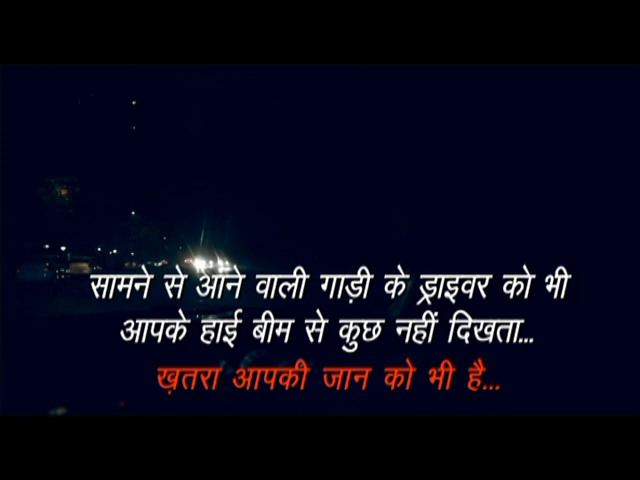 सामने से आने वाली गाड़ी के ड्राइवर को भी
आपके हाई बीम से कुछ नहीं दिखता...
ख़तरा आपकी जान को भी है...